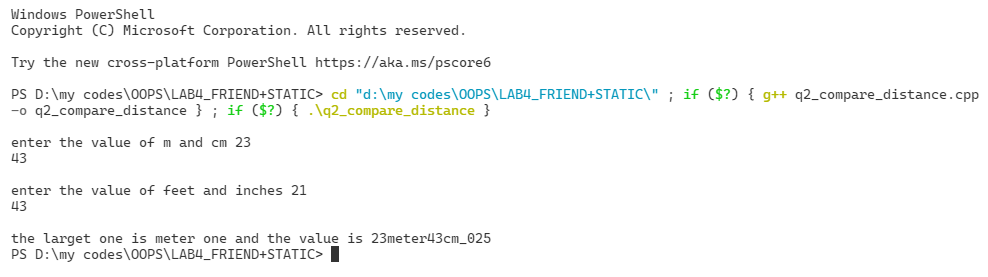 Windows PowerShell
Copyright (C) Microsoft Corporation. All rights reserved.
Try the new cross-platform PowerShell https://aka.ms/pscore6
PS D:\my codes\OOPS\LAB4_FRIEND+STATIC> cd "d:\my codes\OOPS\LAB4_FRIEND+STATIC\" ; if ($?) { g++ q2_compare_distance.cpp
-o q2_compare_distance } ; if ($?) { .\q2_compare_distance }
enter the value of m and cm 23
43
enter the value of feet and inches 21
43
the larget one is meter one and the value is 23meter43cm_025
PS D:\my codes\OOPS\LAB4_FRIEND+STATIC>